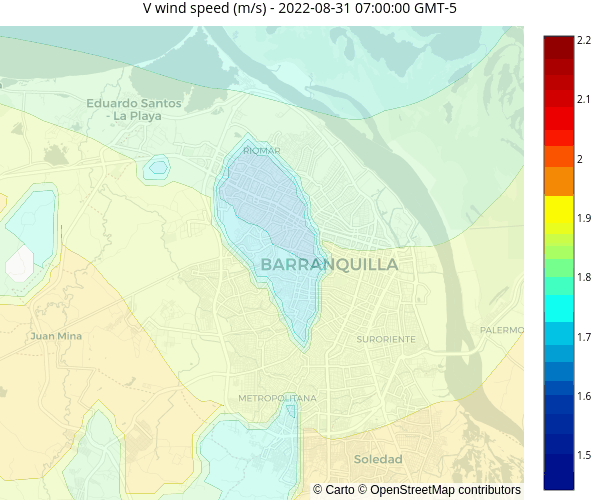 V wind speed (m/s) - 2022-08-31 07:00:00 GMT-5
2.2
Eduardo Santos
- La Playa
2.1
RIOMAR
2
1.9
BARRANQUILLA
1.8
Juan Mina
SURORIENTE
PALERMO
1.7
METROPOLITANA
1.6
Soledad
1.5
© Carto © OpenStreetMap contributors